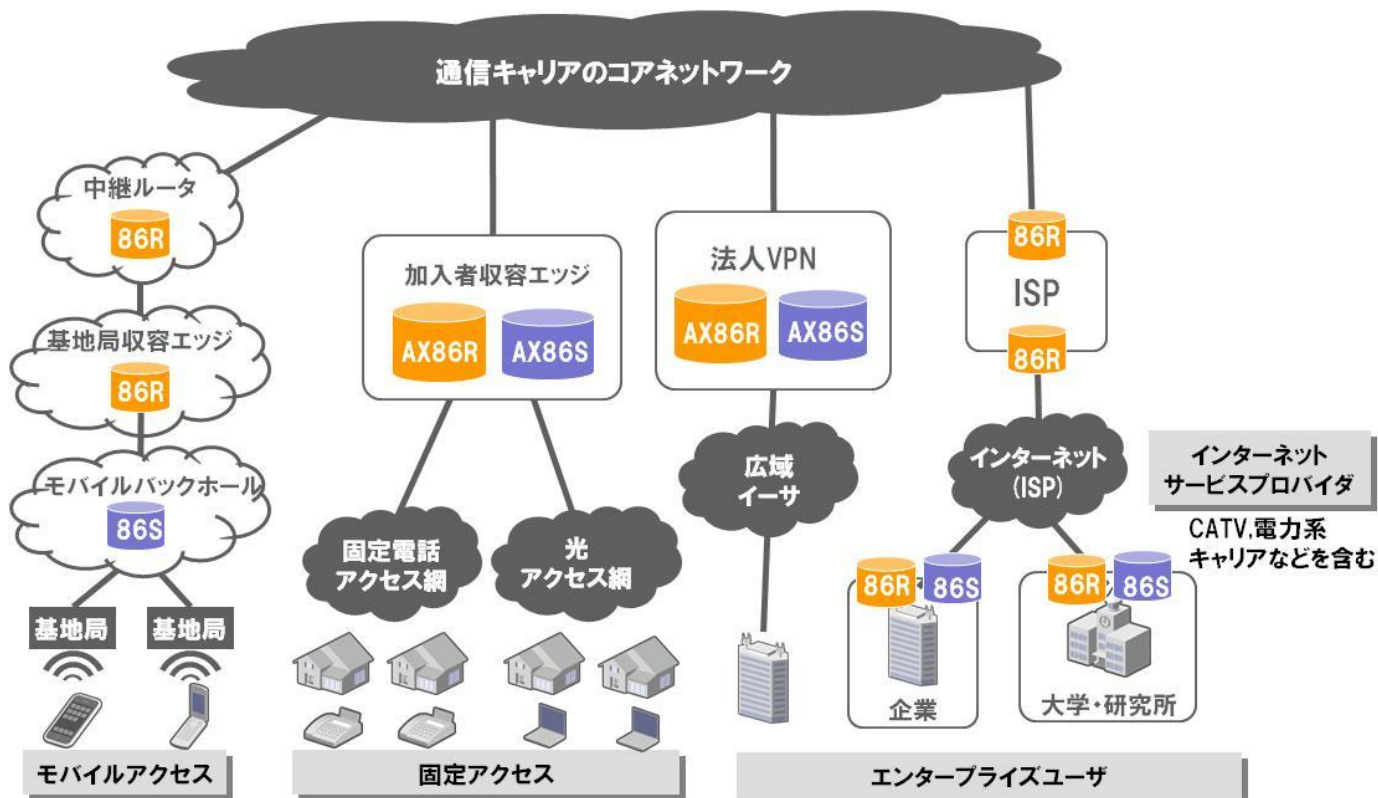 通信キャリアのコアネットワーク
中継ルータ
86R
基地局収容エッジ
86R
モバイルバックホール
86S
基地局
基地局
モバイルアクセス
加入者収容エッジ
AX86R
AX86S
固定電話
アクセス網
光
アクセス網
固定アクセス
法人VPN
AX86R
AX86S
広域
イーサ
86R
ISP
86R
インターネット
(ISP)
インターネット
サービスプロバイダ
CATV,電力系
キャリアなどを含む
86R
86S
企業
86R
86S
大学・研究所
エンタープライズユーザ